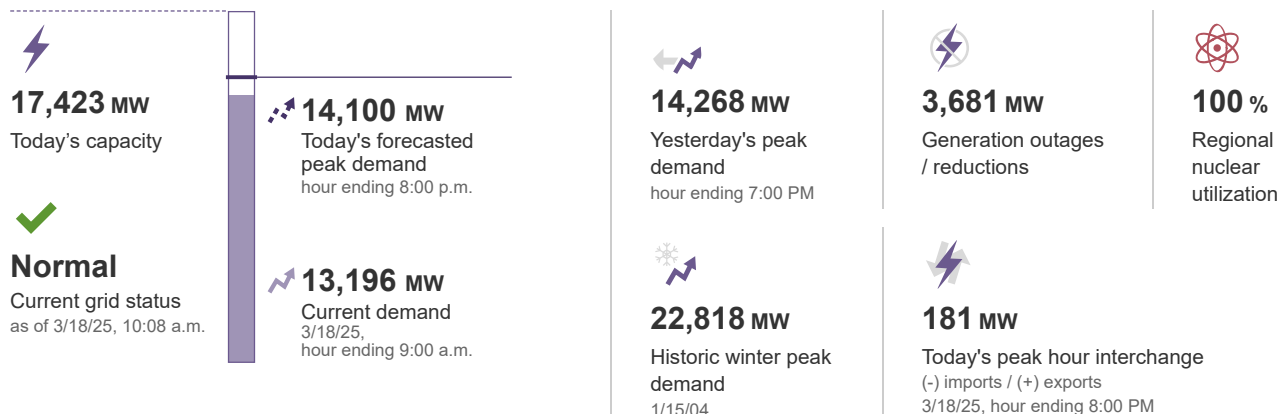 17,423 MW
Today’s capacity
Normal
Current grid status
as of 3/18/25, 10:08 a.m.
14,100 MW
Today's forecasted
peak demand
hour ending 8:00 p.m.
13,196 MW
Current demand
3/18/25,
hour ending 9:00 a.m.
14,268 MW
Yesterday's peak
demand
hour ending 7:00 PM
3,681 MW
Generation outages
/ reductions
100 %
Regional
nuclear
utilization
22,818 MW
Historic winter peak
demand
1/15/04
181 MW
Today's peak hour interchange
(-) imports / (+) exports
3/18/25, hour ending 8:00 PM